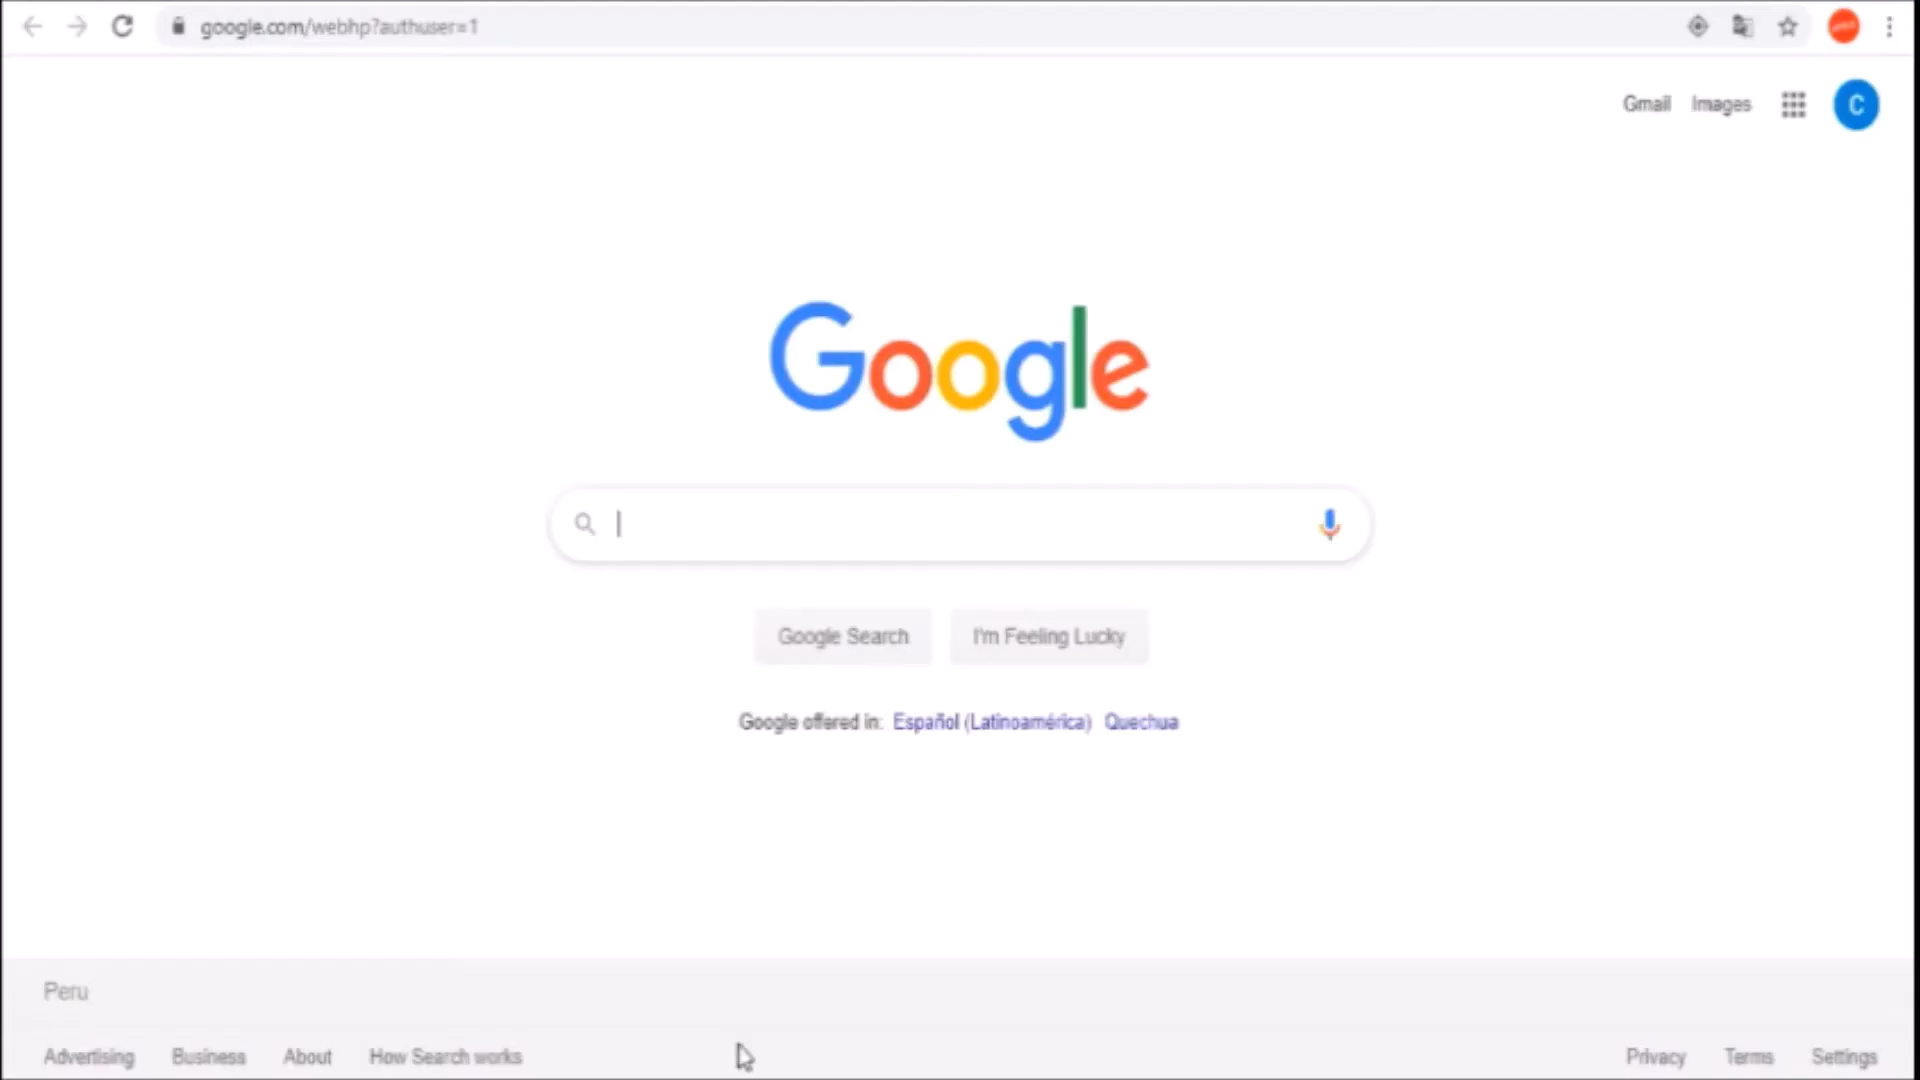 google.com/webhp?authuser=1
Gmail Images
C
Google
Google Search I'm Feeling Lucky
Google offered in: Español (Latinoamérica) Quechua
Peru
Advertising Business About How Search works Privacy Terms Settings